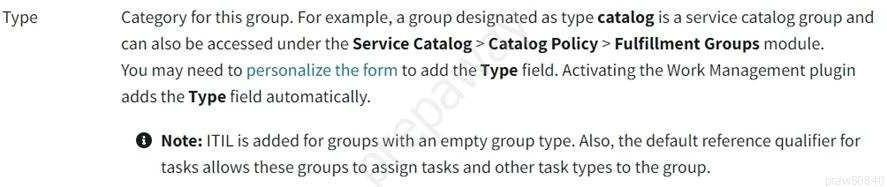 Type Category for this group. For example, a group designated as type catalog is a service catalog group and
can also be accessed under the Service Catalog > Catalog Policy > Fulfillment Groups module.
You may need to personalize the form to add the Type field. Activating the Work Management plugin
adds the Type field automatically.
Note: ITIL is added for groups with an empty group type. Also, the default reference qualifier for
tasks allows these groups to assign tasks and other task types to the group.
prepaway